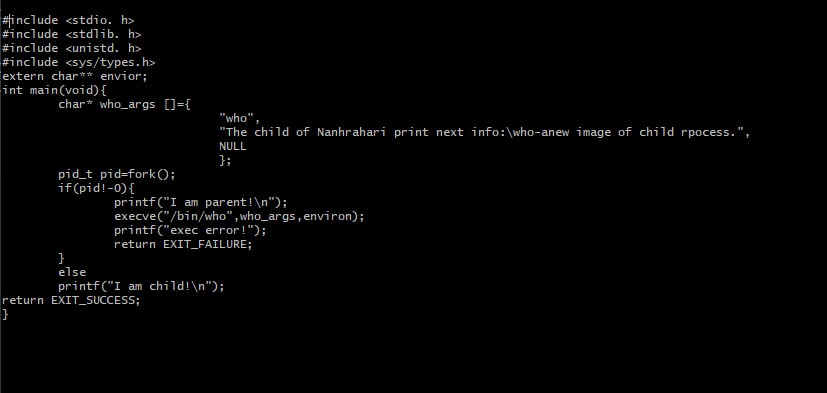 #include <stdio. h>
#include <stdlib. h>
#include <unistd. h>
#include <sys/types.h>
extern char** envior;
int main(void){
char* who_args []={
"who",
"The child of Nanhrahari print next info:\who-anew image of child rpocess.",
NULL
};
pid_t pid=fork();
if(pid!-0){
printf("I am parent!\n");
execve("/bin/who",who_args,environ);
printf("exec error!");
return EXIT_FAILURE;
}
else
printf("I am child!\n");
return EXIT_SUCCESS;
}